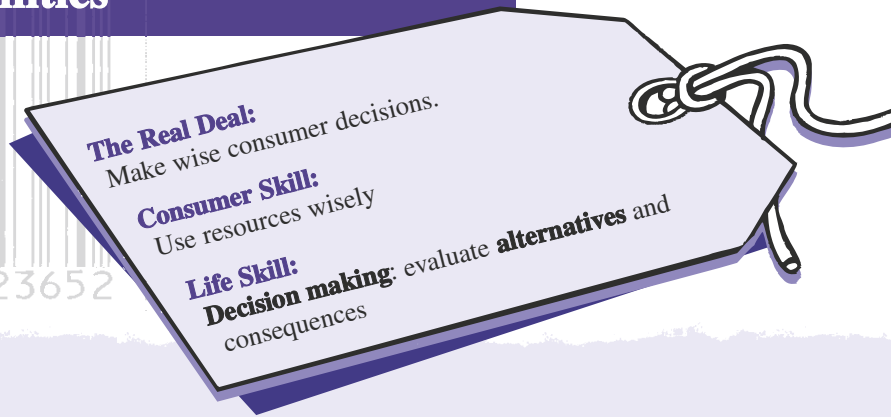 The Real Deal:
Make wise consumer decisions.
Consumer Skill:
Use resources wisely
Life Skill:
Decision making: evaluate alternatives and
consequences
23652